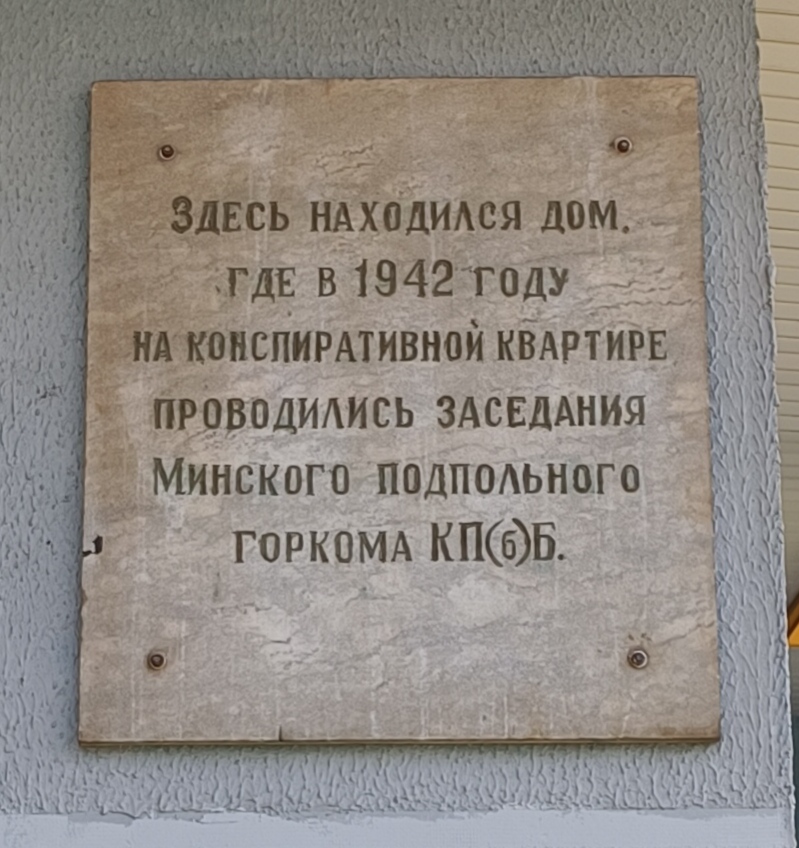 Здесь находился дом,
где в 1942 году
на конспиративной квартире
проводились заседания
Минского подпольного
горкома КП(б)Б.